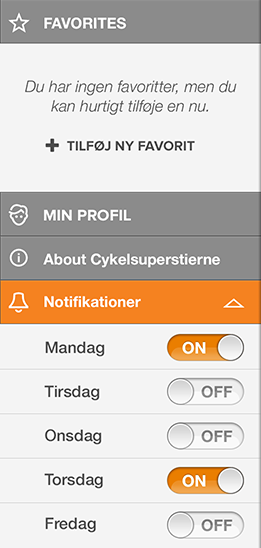 FAVORITES
Du har ingen favoritter, men du
kan hurtigt tilføje en nu.
+ TILFØJ NY FAVORIT
MIN PROFIL
About Cykelsuperstierne
Notifikationer
Mandag ON
Tirsdag OFF
Onsdag OFF
Torsdag ON
Fredag OFF